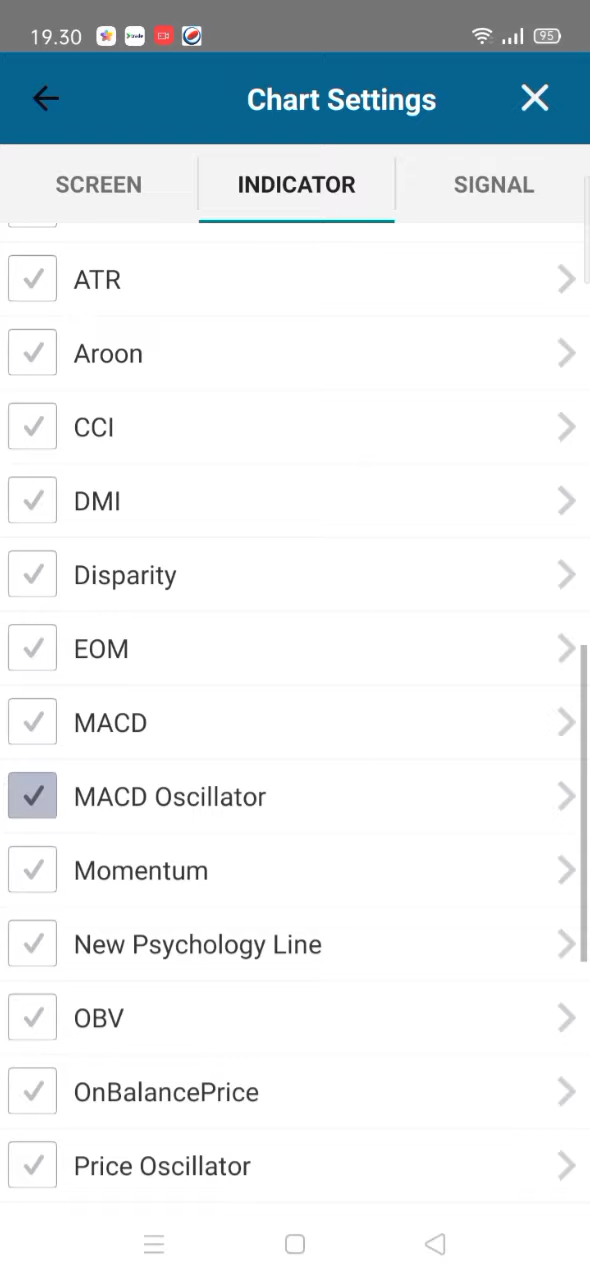 19.30
95
Chart Settings
SCREEN
INDICATOR
SIGNAL
ATR
Aroon
CCI
DMI
Disparity
EOM
MACD
MACD Oscillator
Momentum
New Psychology Line
OBV
OnBalancePrice
Price Oscillator